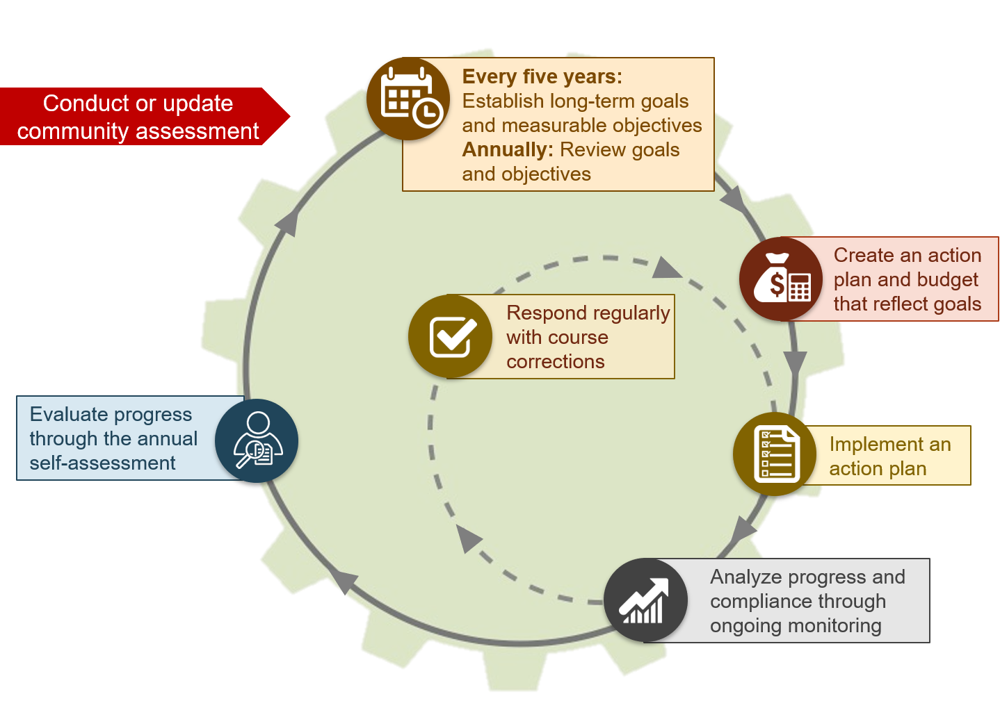 Conduct or update
community assessment
Every five years:
Establish long-term goals
and measurable objectives
Annually: Review goals
and objectives
Create an action
plan and budget
that reflect goals
Respond regularly
with course
corrections
Evaluate progress
through the annual
self-assessment
Implement an
action plan
Analyze progress and
compliance through
ongoing monitoring
$